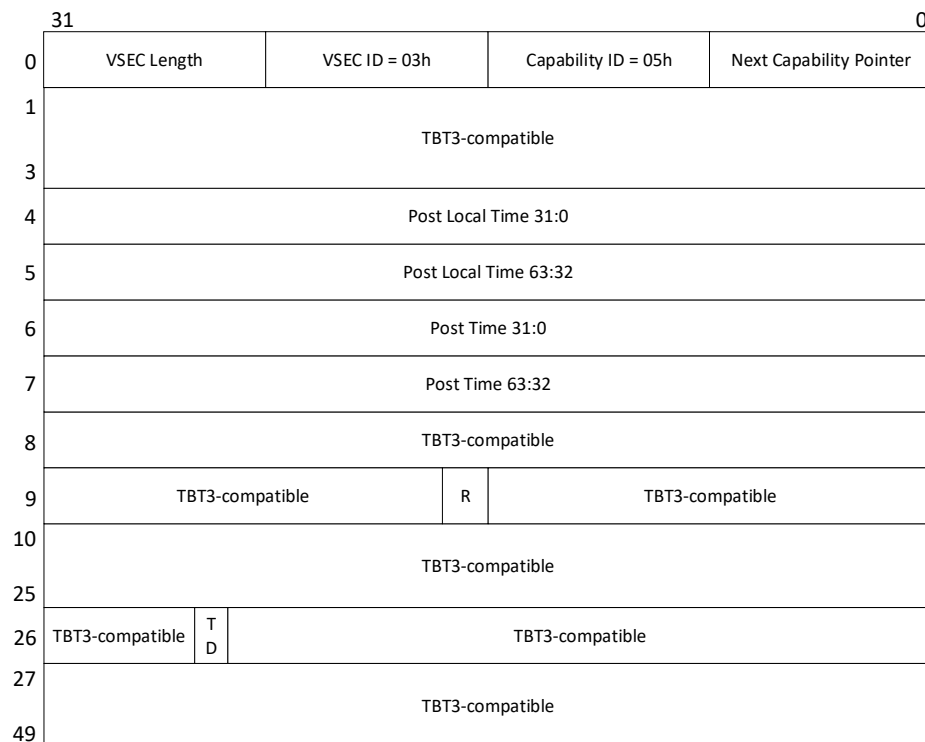 31 0
0 VSEC Length VSEC ID = 03h Capability ID = 05h Next Capability Pointer
1
TBT3-compatible
3
4 Post Local Time 31:0
5 Post Local Time 63:32
6 Post Time 31:0
7 Post Time 63:32
8 TBT3-compatible
9 TBT3-compatible R TBT3-compatible
10
TBT3-compatible
25
26 TBT3-compatible TD TBT3-compatible
27
TBT3-compatible
49